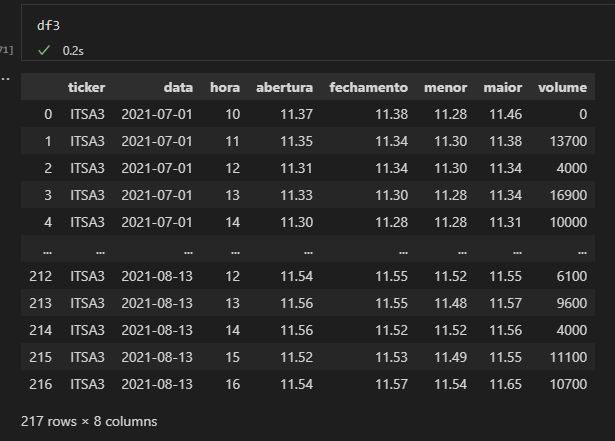 df3
71]
0.2s
...
ticker data hora abertura fechamento menor maior volume
0 ITSA3 2021-07-01 10 11.37 11.38 11.28 11.46 0
1 ITSA3 2021-07-01 11 11.35 11.34 11.30 11.38 13700
2 ITSA3 2021-07-01 12 11.31 11.34 11.30 11.34 4000
3 ITSA3 2021-07-01 13 11.33 11.30 11.28 11.34 16900
4 ITSA3 2021-07-01 14 11.30 11.28 11.28 11.31 10000
... ... ... ... ... ... ... ... ...
212 ITSA3 2021-08-13 12 11.54 11.55 11.52 11.55 6100
213 ITSA3 2021-08-13 13 11.56 11.55 11.48 11.57 9600
214 ITSA3 2021-08-13 14 11.56 11.52 11.52 11.56 4000
215 ITSA3 2021-08-13 15 11.52 11.53 11.49 11.55 11100
216 ITSA3 2021-08-13 16 11.54 11.57 11.54 11.65 10700
217 rows × 8 columns